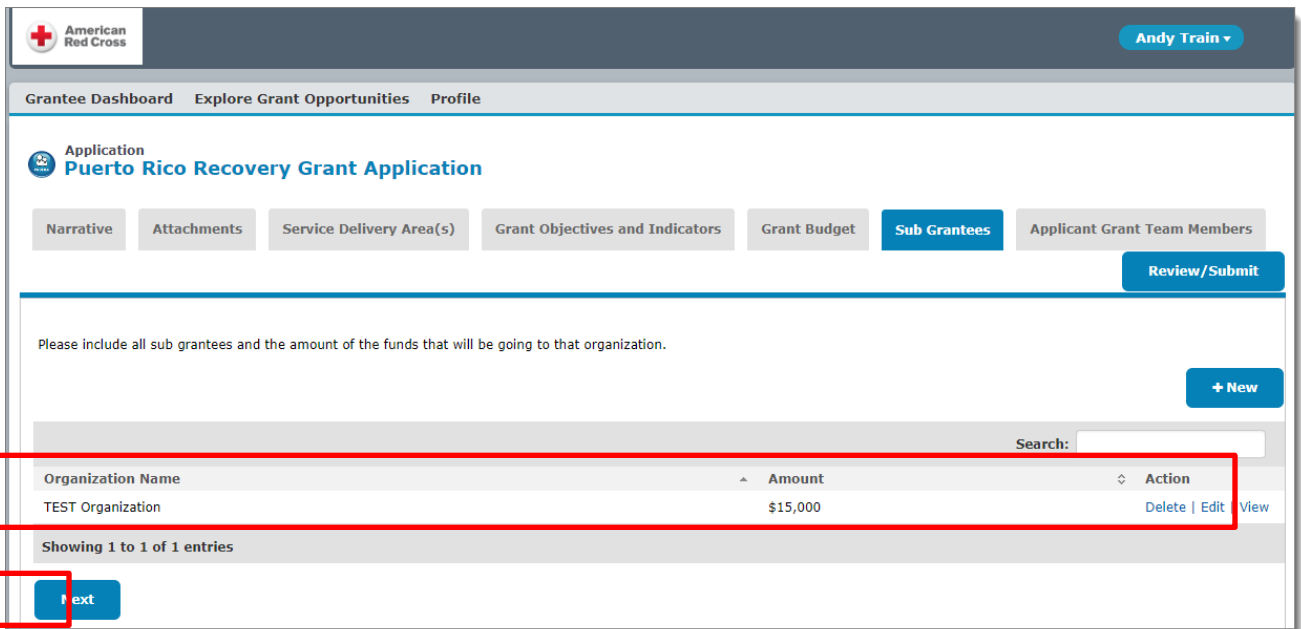 American
Red Cross
Andy Train
Grantee Dashboard Explore Grant Opportunities Profile
Application
Puerto Rico Recovery Grant Application
Narrative Attachments Service Delivery Area(s) Grant Objectives and Indicators Grant Budget Sub Grantees Applicant Grant Team Members
Review/Submit
Please include all sub grantees and the amount of the funds that will be going to that organization.
+ New
Search:
Organization Name Amount Action
TEST Organization $15,000 Delete | Edit | View
Showing 1 to 1 of 1 entries
Next